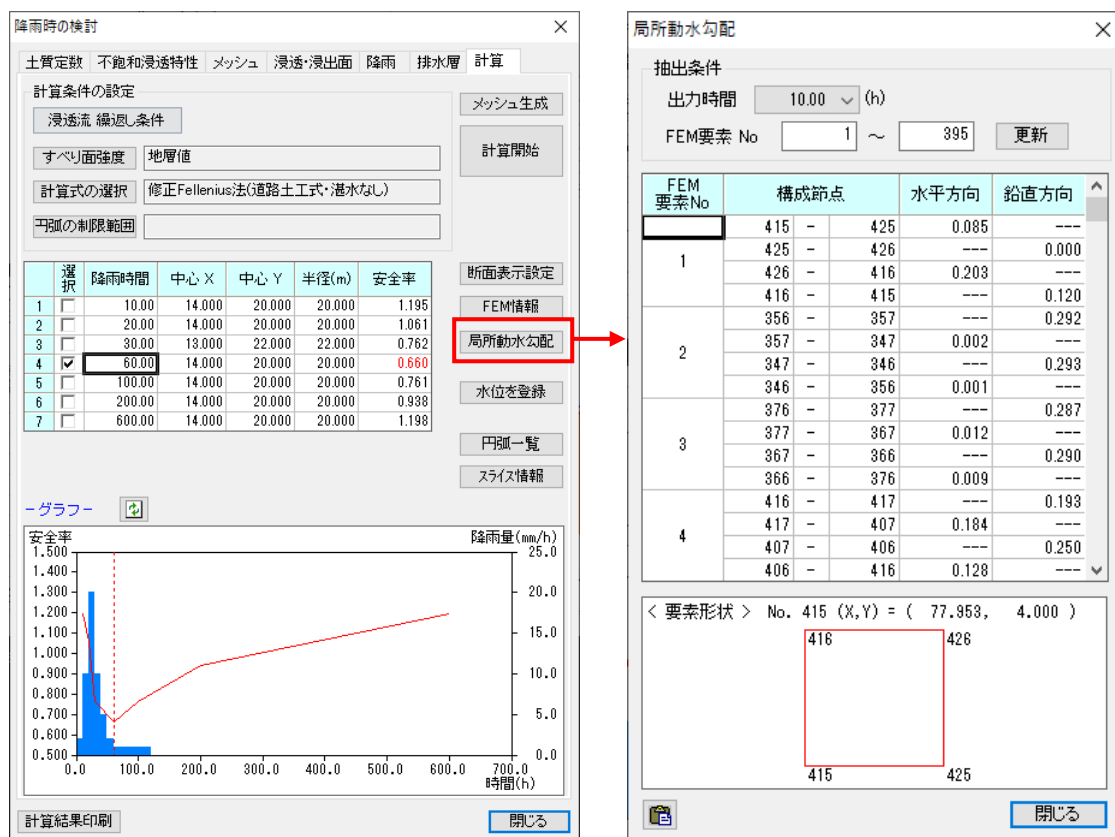 降雨時の検討
土質定数 不飽和浸透特性 メッシュ 浸透・浸出面 降雨 排水層 計算
計算条件の設定
浸透流 繰返し条件
すべり面強度 地層値
計算式の選択 修正Fellenius法(道路土工式・湛水なし)
円弧の制限範囲
メッシュ生成
計算開始
選択 降雨時間 中心 X 中心 Y 半径(m) 安全率
1 10.00 14.000 20.000 20.000 1.195
2 20.00 14.000 20.000 20.000 1.061
3 30.00 13.000 22.000 22.000 0.762
4 60.00 14.000 20.000 20.000 0.660
5 100.00 14.000 20.000 20.000 0.761
6 200.00 14.000 20.000 20.000 0.938
7 600.00 14.000 20.000 20.000 1.198
断面表示設定
FEM情報
局所動水勾配
水位を登録
円弧一覧
スライス情報
-グラフ-
安全率 降雨量(mm/h)
1.500 25.0
1.400
1.300 20.0
1.200
1.100 15.0
1.000
0.900 10.0
0.800
0.700 5.0
0.600
0.500 0.0
0.0 100.0 200.0 300.0 400.0 500.0 600.0 700.0
時間(h)
計算結果印刷 閉じる
局所動水勾配
抽出条件
出力時間 10.00 (h)
FEM要素 No 1 ～ 395 更新
FEM要素No 構成節点 水平方向 鉛直方向
1
415 - 425 0.085 ---
425 - 426 --- 0.000
426 - 416 0.203 ---
416 - 415 --- 0.120
2
356 - 357 --- 0.292
357 - 347 0.002 ---
347 - 346 --- 0.293
346 - 356 0.001 ---
3
376 - 377 --- 0.287
377 - 367 0.012 ---
367 - 366 --- 0.290
366 - 376 0.009 ---
4
416 - 417 --- 0.193
417 - 407 0.184 ---
407 - 406 --- 0.250
406 - 416 0.128 ---
< 要素形状 > No. 415 (X,Y) = ( 77.953, 4.000 )
416 426
415 425
閉じる